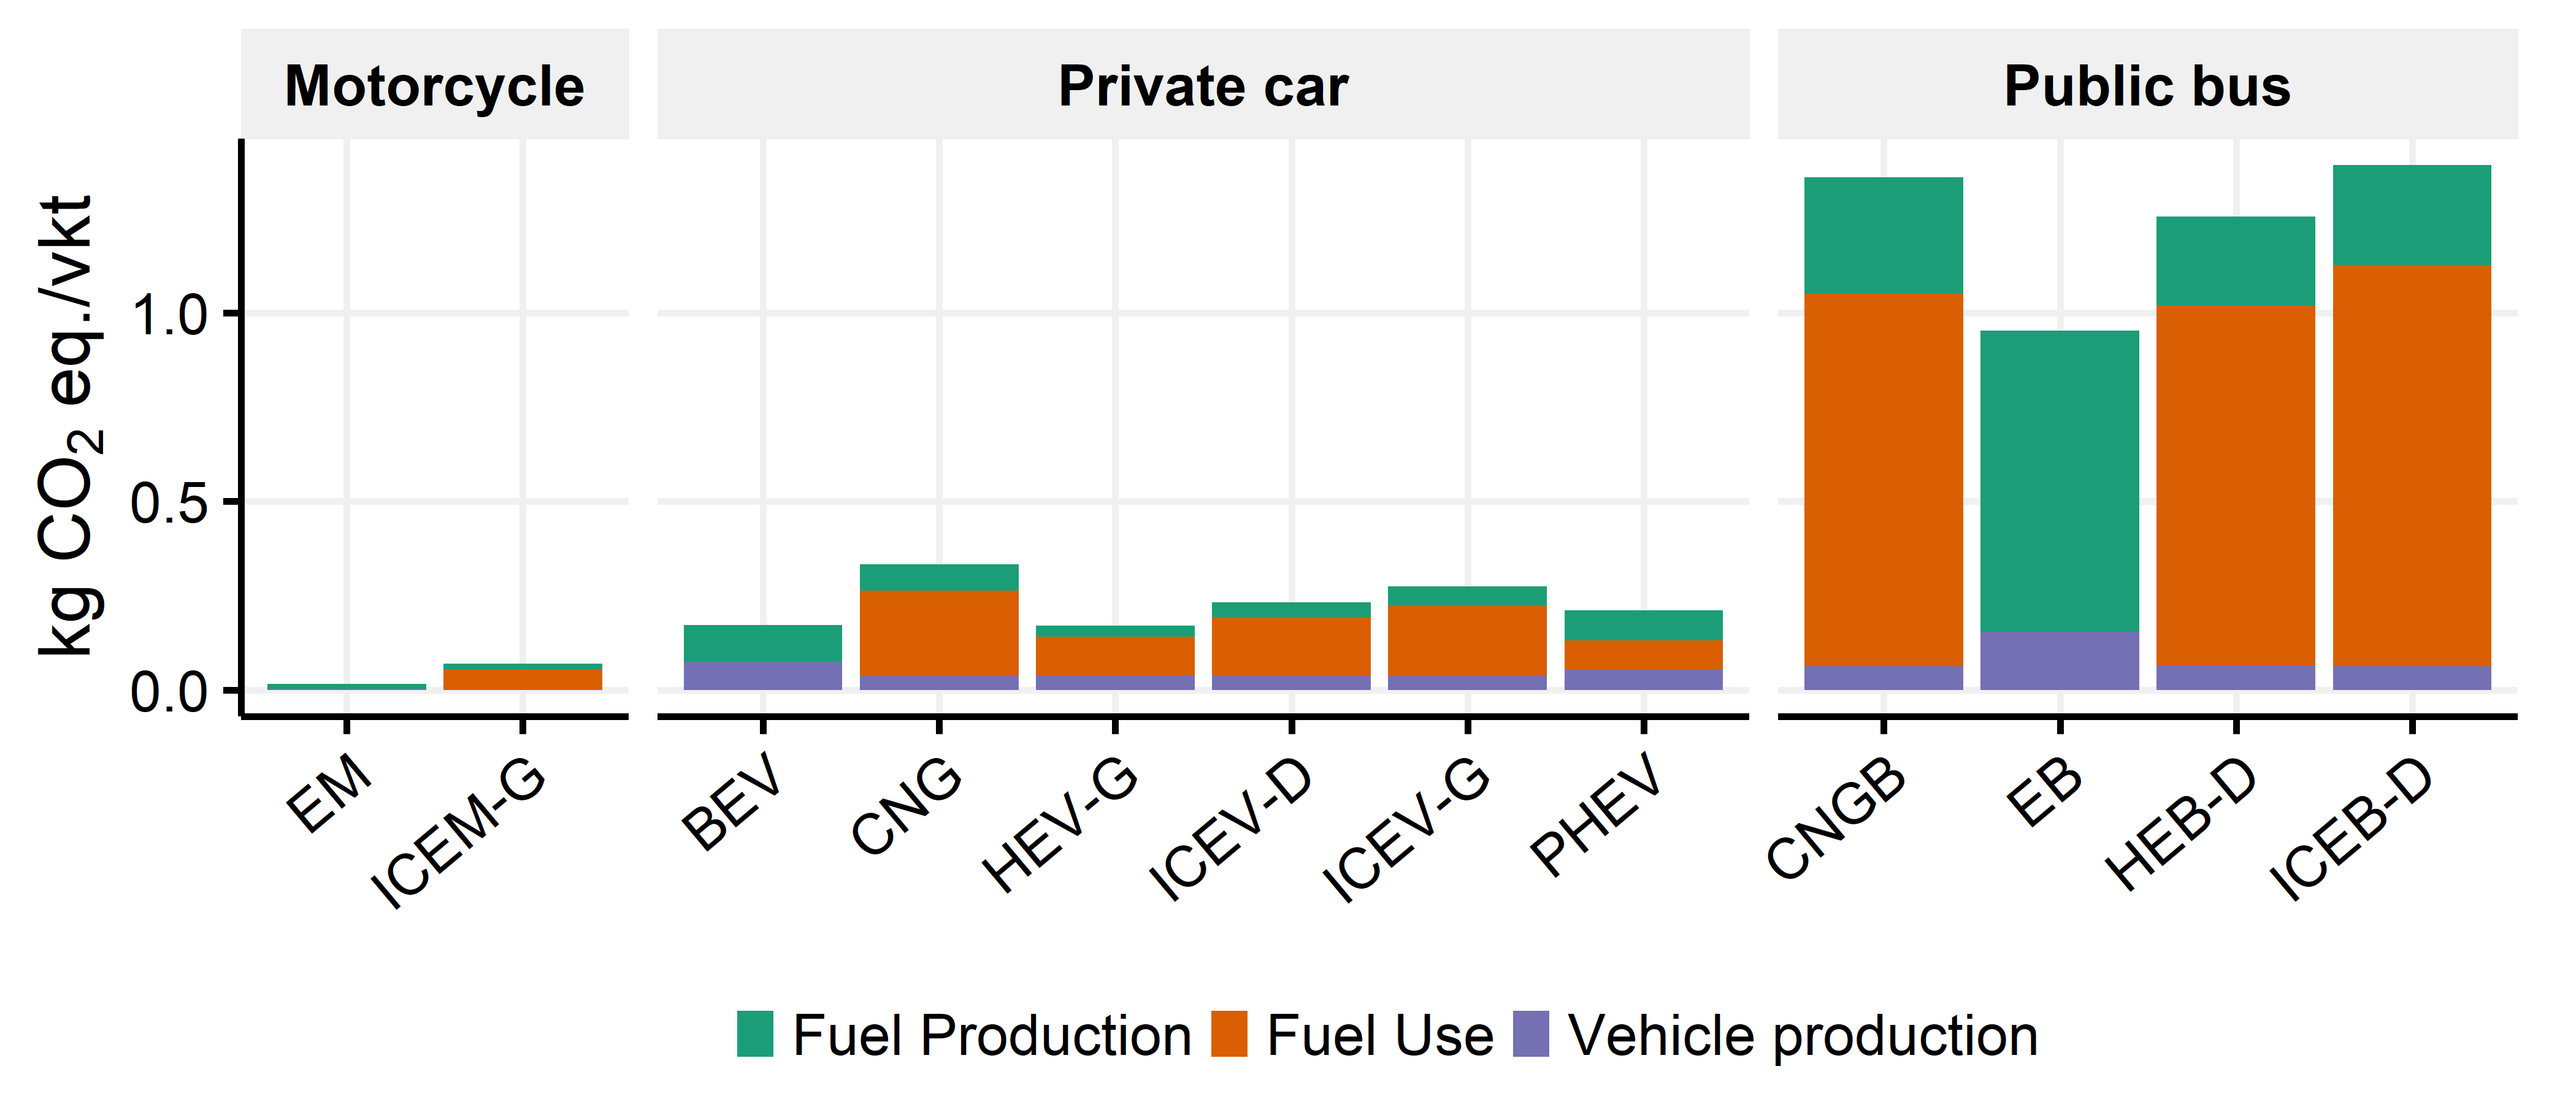 Motorcycle
Private car
Public bus
kg CO₂ eq./vkt
1.0
0.5
0.0
EM
ICEM-G
BEV
CNG
HEV-G
ICEV-D
ICEV-G
PHEV
CNGB
EB
HEB-D
ICEB-D
Fuel Production
Fuel Use
Vehicle production